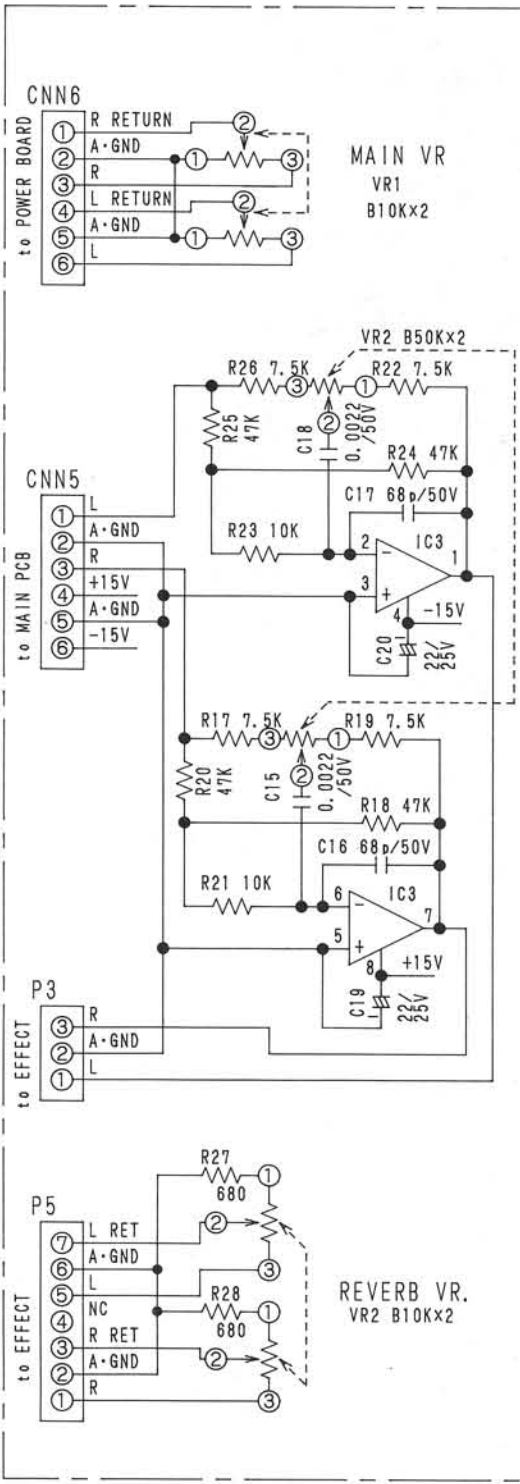 CNN6
to POWER BOARD
① R RETURN
② A·GND
③ R
④ L RETURN
⑤ A·GND
⑥ L
②
① ③
②
① ③
MAIN VR
VR1
B10K×2
VR2 B50K×2
R26 7.5K ③ ① R22 7.5K
②
R25 47K
C18 0.0022/50V
R24 47K
C17 68p/50V
R23 10K
2 − IC3 1
3 +
4 −15V
C20 22/25V
CNN5
to MAIN PCB
① L
② A·GND
③ R
④ +15V
⑤ A·GND
⑥ −15V
R17 7.5K ③ ① R19 7.5K
②
R20 47K
C15 0.0022/50V
R18 47K
C16 68p/50V
R21 10K
6 − IC3 7
5 +
8 +15V
C19 22/25V
P3
to EFFECT
③ R
② A·GND
① L
P5
to EFFECT
⑦ L RET
⑥ A·GND
⑤ L
④ NC
③ R RET
② A·GND
① R
R27 680
①
②
③
R28 680
①
②
③
REVERB VR.
VR2 B10K×2